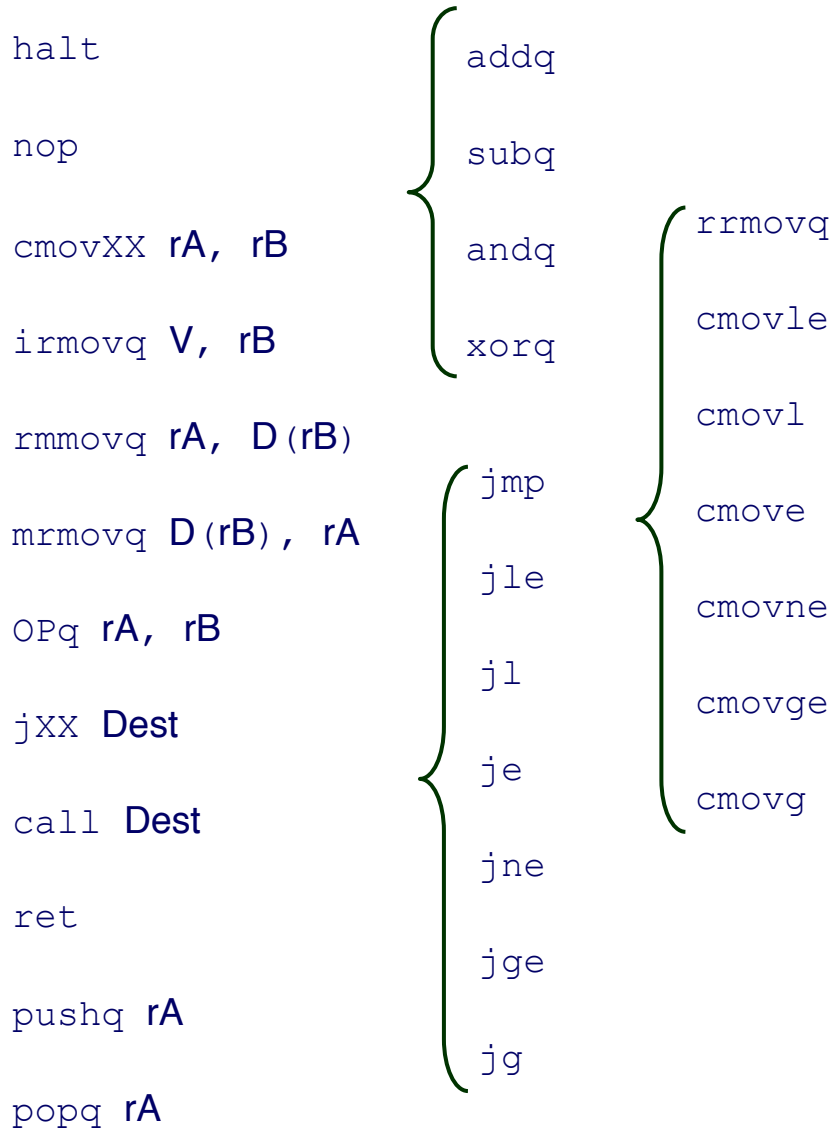 halt
nop
cmovXX rA, rB
irmovq V, rB
rmmovq rA, D(rB)
mrmovq D(rB), rA
OPq rA, rB
jXX Dest
call Dest
ret
pushq rA
popq rA
addq
subq
andq
xorq
jmp
jle
jl
je
jne
jge
jg
rrmovq
cmovle
cmovl
cmove
cmovne
cmovge
cmovg